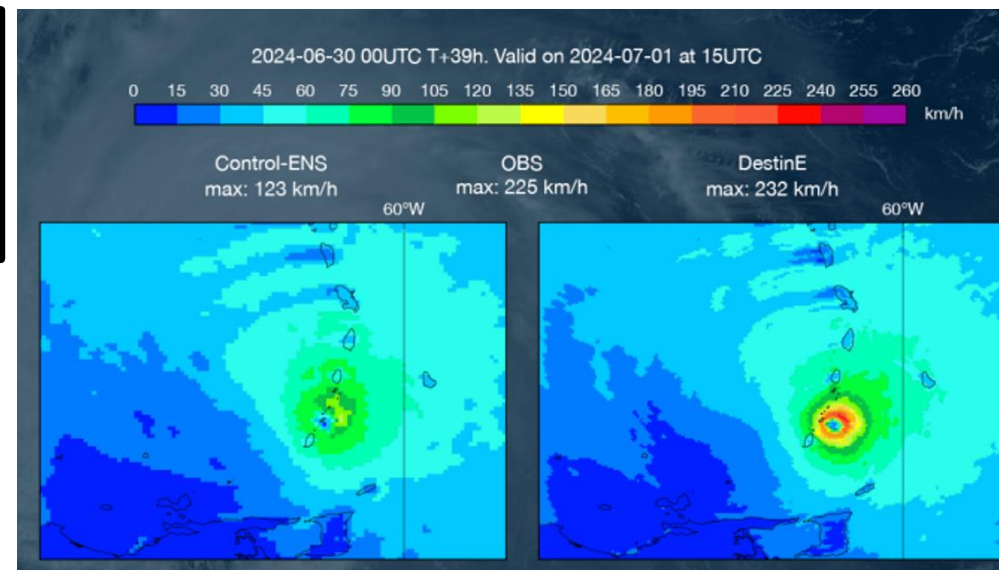 2024-06-30 00UTC T+39h. Valid on 2024-07-01 at 15UTC
0 15 30 45 60 75 90 105 120 135 150 165 180 195 210 225 240 255 260
km/h
Control-ENS
max: 123 km/h
OBS
max: 225 km/h
DestinE
max: 232 km/h
60°W
60°W